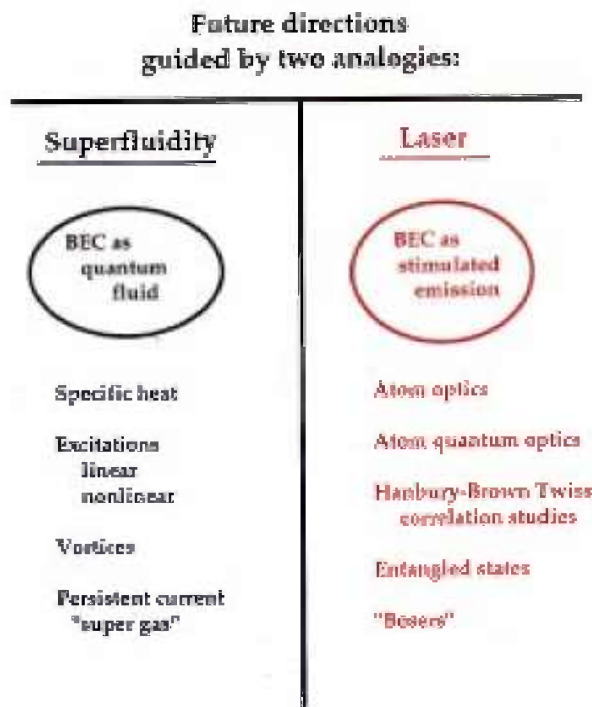 Future directions
guided by two analogies:
Superfluidity
BEC as
quantum
fluid
Specific heat
Excitations
linear
nonlinear
Vortices
Persistent current
"super gas"
Laser
BEC as
stimulated
emission
Atom optics
Atom quantum optics
Hanbury-Brown Twiss
correlation studies
Entangled states
"Bosers"